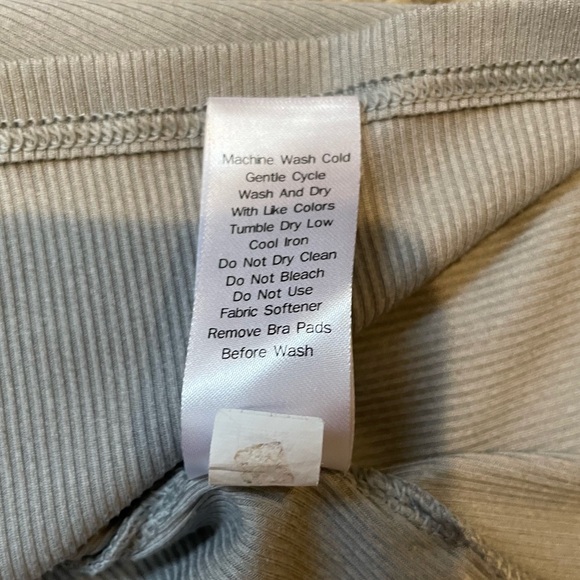 Machine Wash Cold
Gentle Cycle
Wash And Dry
With Like Colors
Tumble Dry Low
Cool Iron
Do Not Dry Clean
Do Not Bleach
Do Not Use
Fabric Softener
Remove Bra Pads
Before Wash